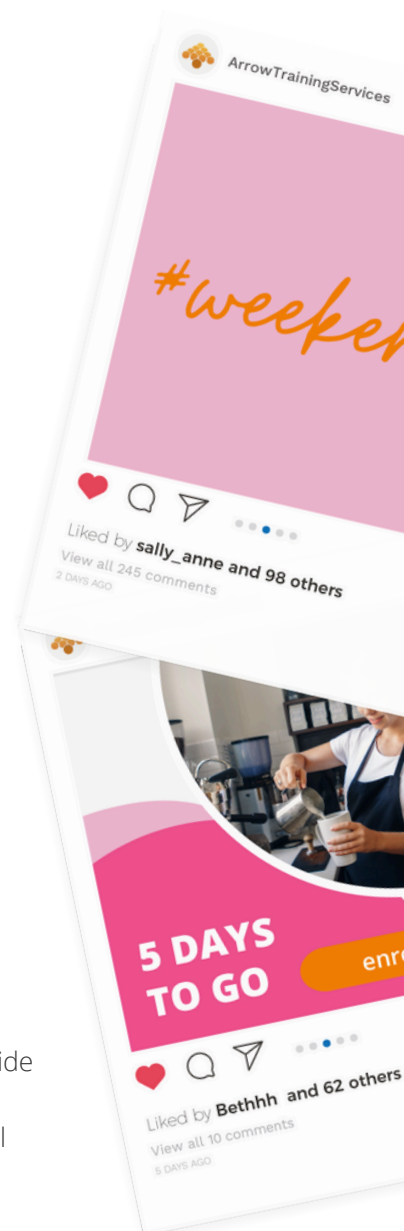 ArrowTrainingServices
#weeke
Liked by sally_anne and 98 others
View all 245 comments
2 DAYS AGO
5 DAYS
TO GO
enr
ide
Liked by Bethhh and 62 others
l
View all 10 comments
5 DAYS AGO